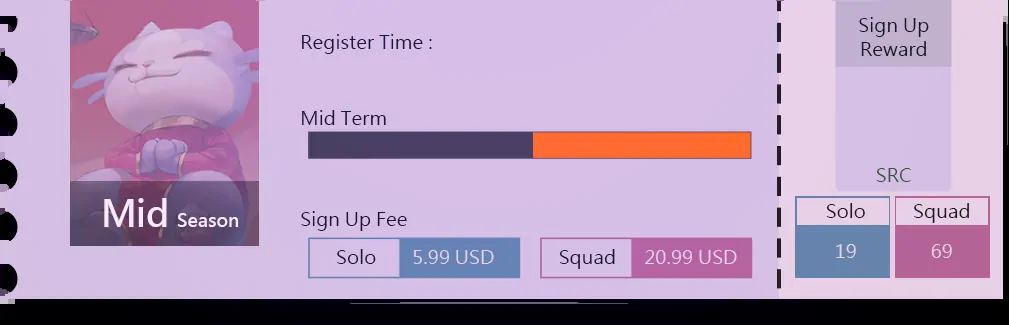 Register Time :
Mid Term
Mid Season
Sign Up Fee
Solo 5.99 USD Squad 20.99 USD
Sign Up
Reward
SRC
Solo Squad
19 69